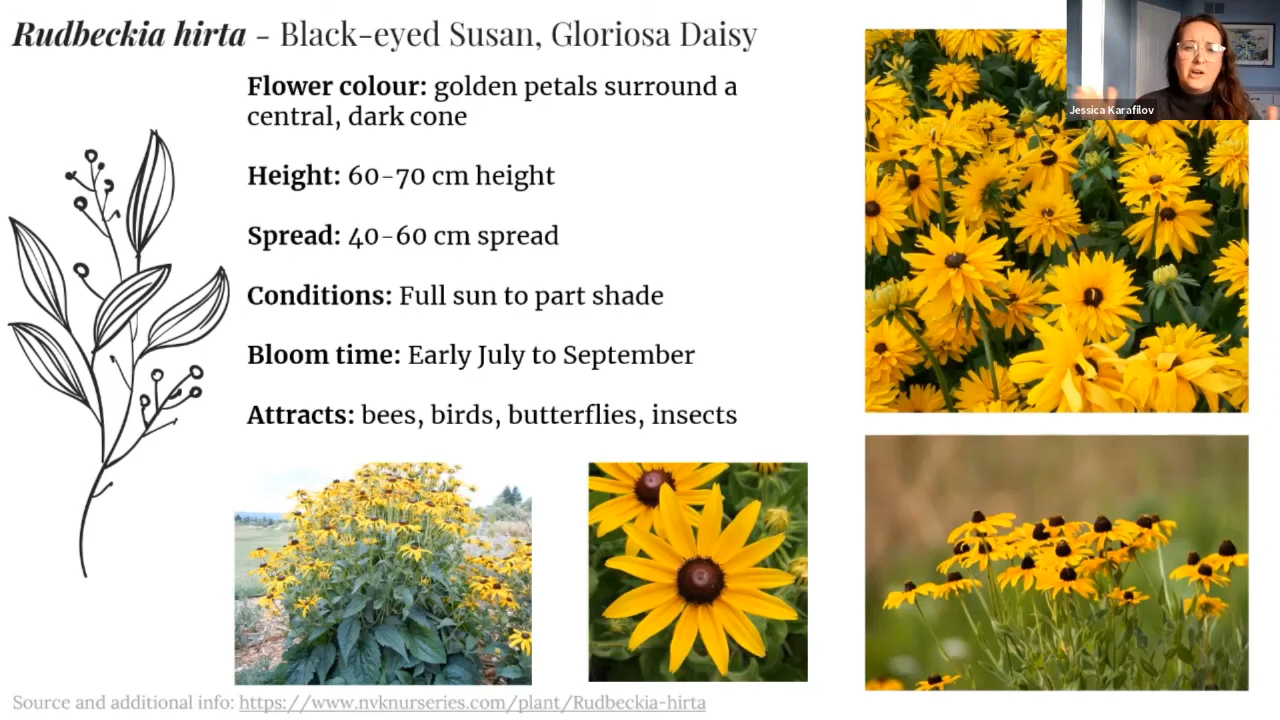 Rudbeckia hirta - Black-eyed Susan, Gloriosa Daisy
Flower colour: golden petals surround a
central, dark cone
Height: 60-70 cm height
Spread: 40-60 cm spread
Conditions: Full sun to part shade
Bloom time: Early July to September
Attracts: bees, birds, butterflies, insects
Source and additional info: https://www.nvknurseries.com/plant/Rudbeckia-hirta
Jessica Karafilov